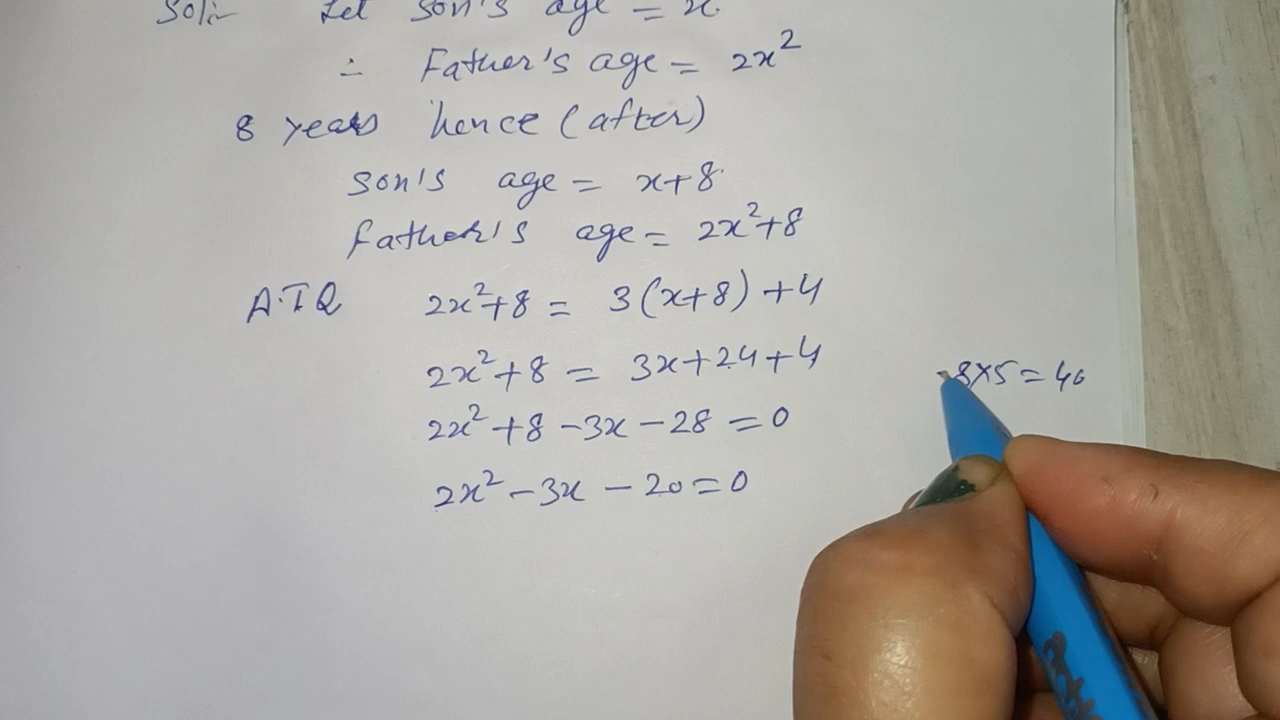 Sol:- Let son's age = x.
∴ Father's age = 2x²
8 years hence (after)
son's age = x+8.
father's age = 2x²+8
A.T.Q 2x²+8 = 3(x+8)+4
2x²+8 = 3x+24+4
-8×5=40
2x²+8-3x-28=0
2x²-3x-20=0